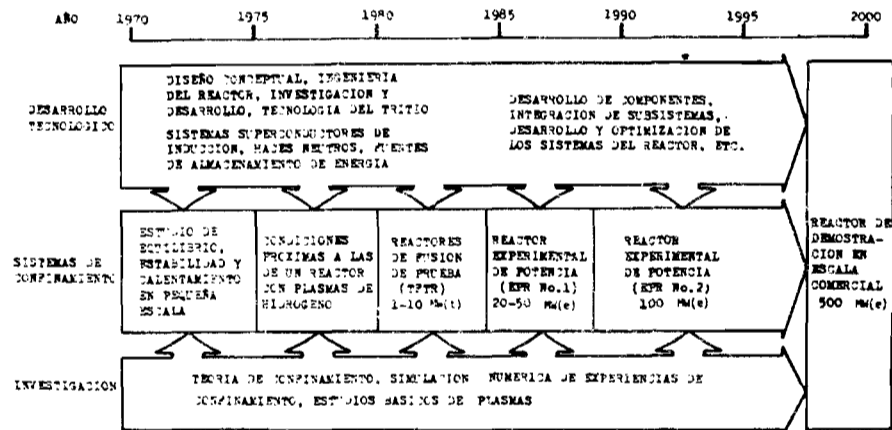 AÑO 1970 1975 1980 1985 1990 1995 2000
DESARROLLO
TECNOLOGICO
DISEÑO CONCEPTUAL, INGENIERIA
DEL REACTOR, INVESTIGACION Y
DESARROLLO, TECNOLOGIA DEL TRITIO
SISTEMAS SUPERCONDUCTORES DE
INDUCCION, HACES NEUTROS, FUENTES
DE ALMACENAMIENTO DE ENERGIA
DESARROLLO DE COMPONENTES,
INTEGRACION DE SUBSISTEMAS,
DESARROLLO Y OPTIMIZACION DE
LOS SISTEMAS DEL REACTOR, ETC.
SISTEMAS DE
CONFINAMIENTO
ESTUDIO DE
EQUILIBRIO,
ESTABILIDAD Y
CALENTAMIENTO
EN PEQUEÑA
ESCALA
CONDICIONES
PROXIMAS A LAS
DE UN REACTOR
CON PLASMAS DE
HIDROGENO
REACTORES
DE FUSION
DE PRUEBA
(TFTR)
1-10 MW(t)
REACTOR
EXPERIMENTAL
DE POTENCIA
(EPR No.1)
20-50 MW(e)
REACTOR
EXPERIMENTAL
DE POTENCIA
(EPR No.2)
100 MW(e)
REACTOR DE
DEMOSTRA-
CION EN
ESCALA
COMERCIAL
500 MW(e)
INVESTIGACION
TEORIA DE CONFINAMIENTO, SIMULACION NUMERICA DE EXPERIENCIAS DE
CONFINAMIENTO, ESTUDIOS BASICOS DE PLASMAS